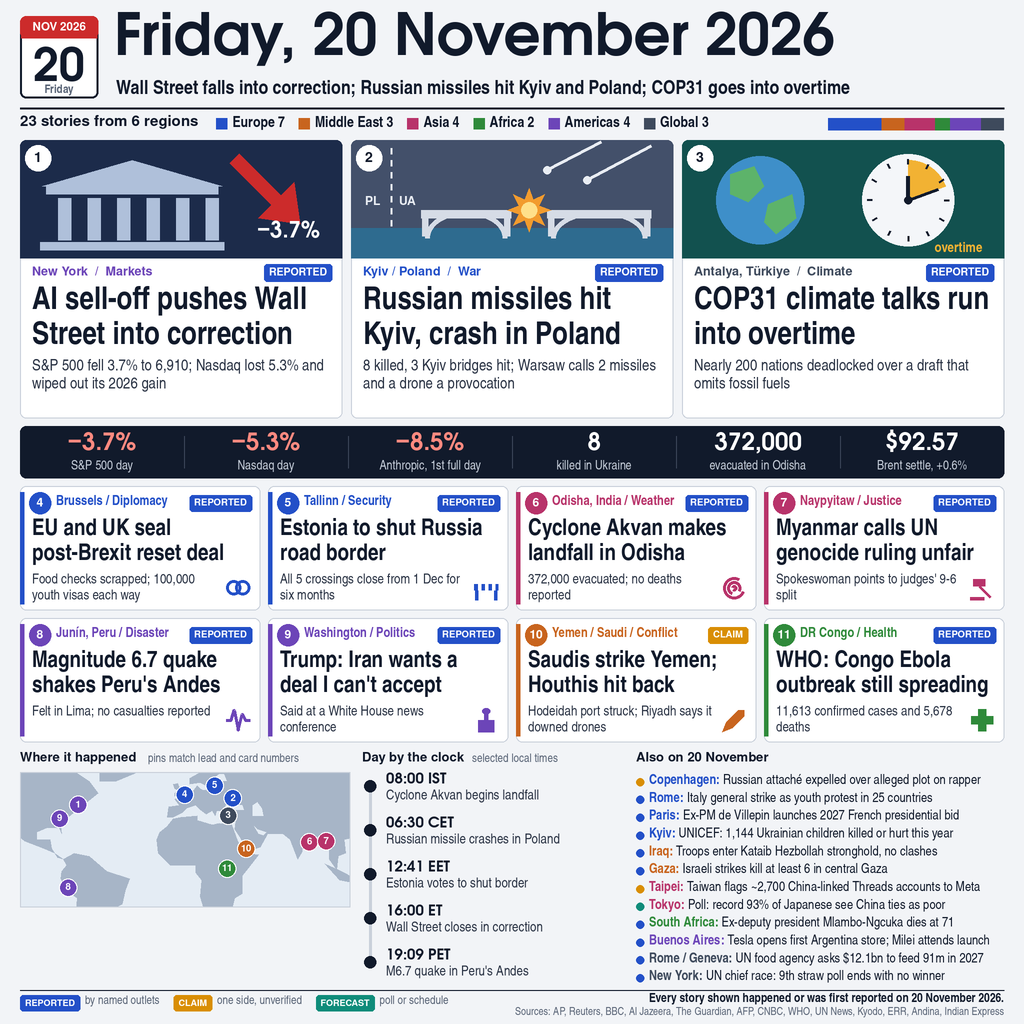 NOV 2026
20
Friday
Friday, 20 November 2026
Wall Street falls into correction; Russian missiles hit Kyiv and Poland; COP31 goes into overtime
23 stories from 6 regions
Europe 7
Middle East 3
Asia 4
Africa 2
Americas 4
Global 3
1
−3.7%
New York / Markets
REPORTED
AI sell-off pushes Wall
Street into correction
S&P 500 fell 3.7% to 6,910; Nasdaq lost 5.3% and
wiped out its 2026 gain
2
PL
UA
Kyiv / Poland / War
REPORTED
Russian missiles hit
Kyiv, crash in Poland
8 killed, 3 Kyiv bridges hit; Warsaw calls 2 missiles
and a drone a provocation
3
overtime
Antalya, Türkiye / Climate
REPORTED
COP31 climate talks run
into overtime
Nearly 200 nations deadlocked over a draft that
omits fossil fuels
−3.7%
S&P 500 day
−5.3%
Nasdaq day
−8.5%
Anthropic, 1st full day
8
killed in Ukraine
372,000
evacuated in Odisha
$92.57
Brent settle, +0.6%
4
Brussels / Diplomacy
REPORTED
EU and UK seal
post-Brexit reset deal
Food checks scrapped; 100,000
youth visas each way
5
Tallinn / Security
REPORTED
Estonia to shut Russia
road border
All 5 crossings close from 1 Dec for
six months
6
Odisha, India / Weather
REPORTED
Cyclone Akvan makes
landfall in Odisha
372,000 evacuated; no deaths
reported
7
Naypyitaw / Justice
REPORTED
Myanmar calls UN
genocide ruling unfair
Spokeswoman points to judges' 9-6
split
8
Junín, Peru / Disaster
REPORTED
Magnitude 6.7 quake
shakes Peru's Andes
Felt in Lima; no casualties reported
9
Washington / Politics
REPORTED
Trump: Iran wants a
deal I can't accept
Said at a White House news
conference
10
Yemen / Saudi / Conflict
CLAIM
Saudis strike Yemen;
Houthis hit back
Hodeidah port struck; Riyadh says it
downed drones
11
DR Congo / Health
REPORTED
WHO: Congo Ebola
outbreak still spreading
11,613 confirmed cases and 5,678
deaths
Where it happened
pins match lead and card numbers
1
9
8
4
5
2
3
10
11
6
7
Day by the clock
selected local times
08:00 IST
Cyclone Akvan begins landfall
06:30 CET
Russian missile crashes in Poland
12:41 EET
Estonia votes to shut border
16:00 ET
Wall Street closes in correction
19:09 PET
M6.7 quake in Peru's Andes
Also on 20 November
Copenhagen: Russian attaché expelled over alleged plot on rapper
Rome: Italy general strike as youth protest in 25 countries
Paris: Ex-PM de Villepin launches 2027 French presidential bid
Kyiv: UNICEF: 1,144 Ukrainian children killed or hurt this year
Iraq: Troops enter Kataib Hezbollah stronghold, no clashes
Gaza: Israeli strikes kill at least 6 in central Gaza
Taipei: Taiwan flags ~2,700 China-linked Threads accounts to Meta
Tokyo: Poll: record 93% of Japanese see China ties as poor
South Africa: Ex-deputy president Mlambo-Ngcuka dies at 71
Buenos Aires: Tesla opens first Argentina store; Milei attends launch
Rome / Geneva: UN food agency asks $12.1bn to feed 91m in 2027
New York: UN chief race: 9th straw poll ends with no winner
REPORTED
by named outlets
CLAIM
one side, unverified
FORECAST
poll or schedule
Every story shown happened or was first reported on 20 November 2026.
Sources: AP, Reuters, BBC, Al Jazeera, The Guardian, AFP, CNBC, WHO, UN News, Kyodo, ERR, Andina, Indian Express